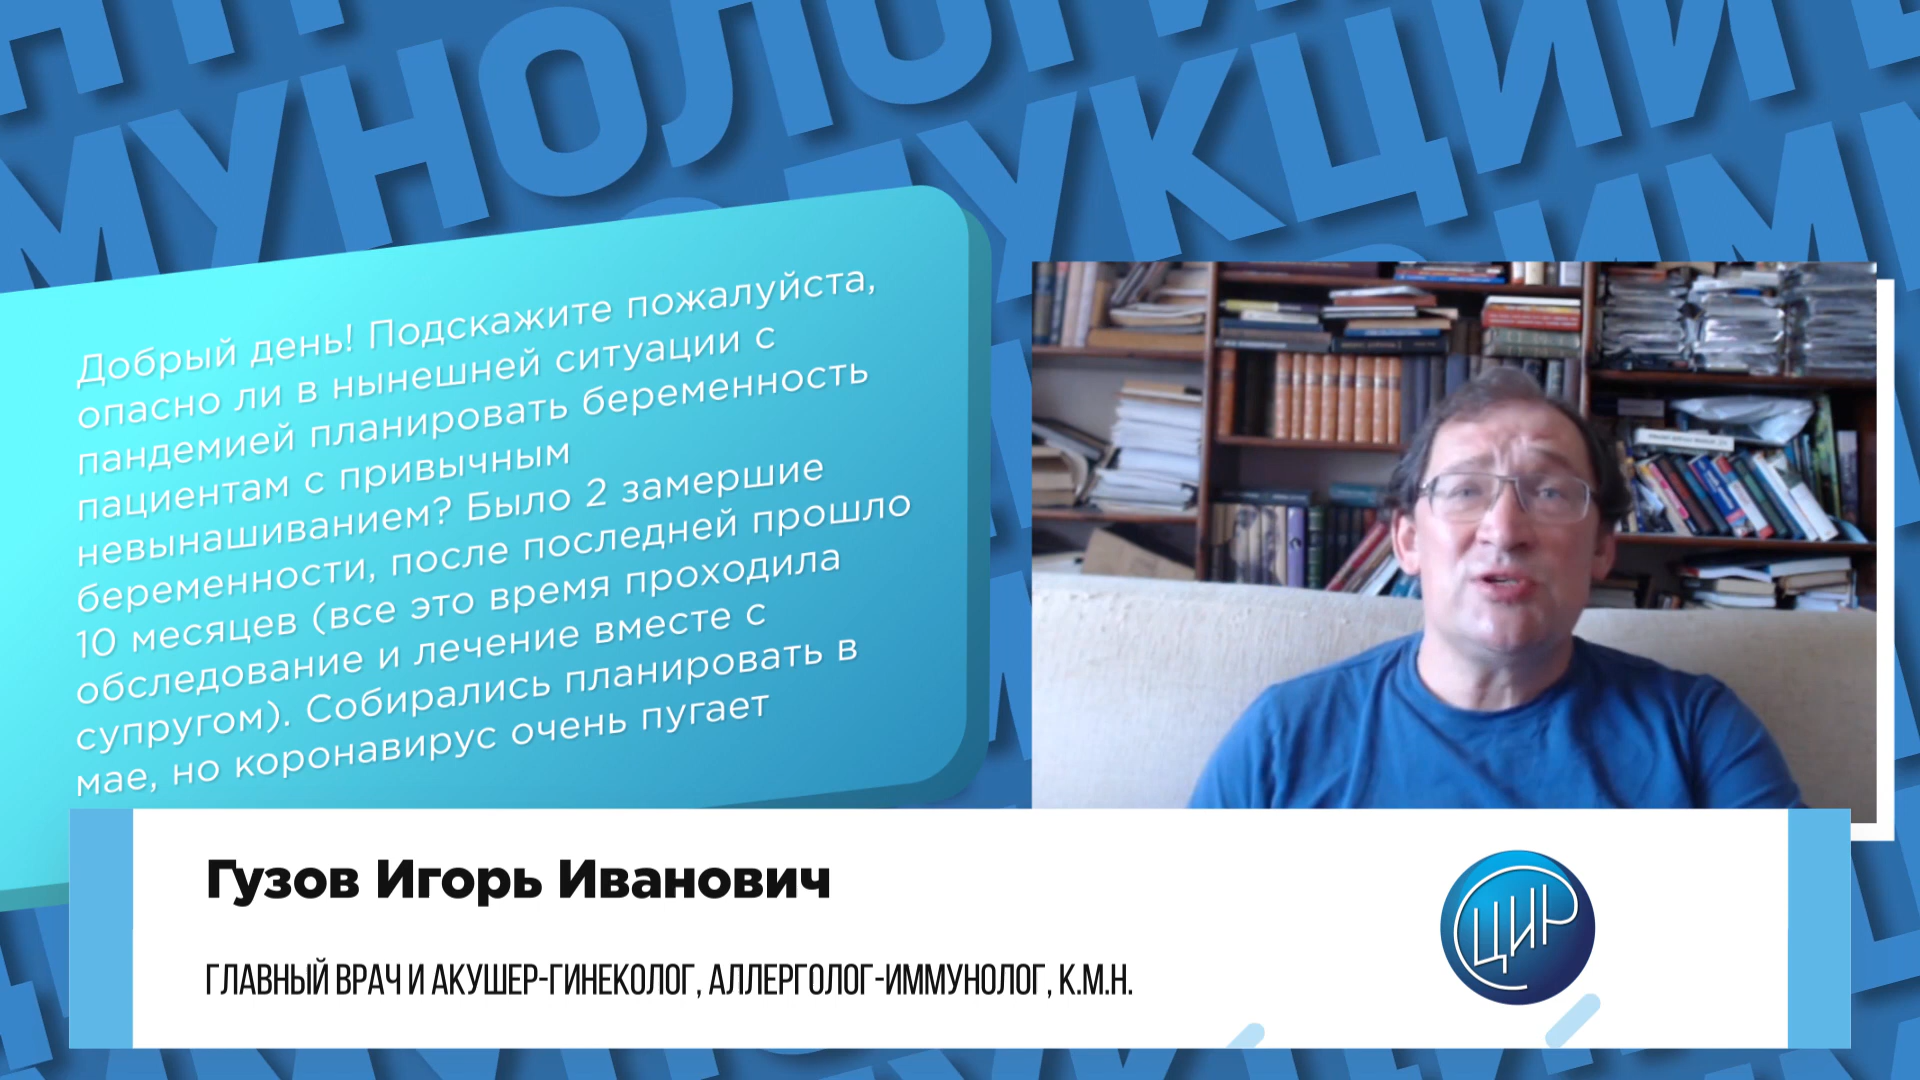 Добрый день! Подскажите пожалуйста,
опасно ли в нынешней ситуации с
пандемией планировать беременность
пациентам с привычным
невынашиванием? Было 2 замершие
беременности, после последней прошло
10 месяцев (все это время проходила
обследование и лечение вместе с
супругом). Собирались планировать в
мае, но коронавирус очень пугает
Гузов Игорь Иванович
ГЛАВНЫЙ ВРАЧ И АКУШЕР-ГИНЕКОЛОГ, АЛЛЕРГОЛОГ-ИММУНОЛОГ, К.М.Н.
ЦИР